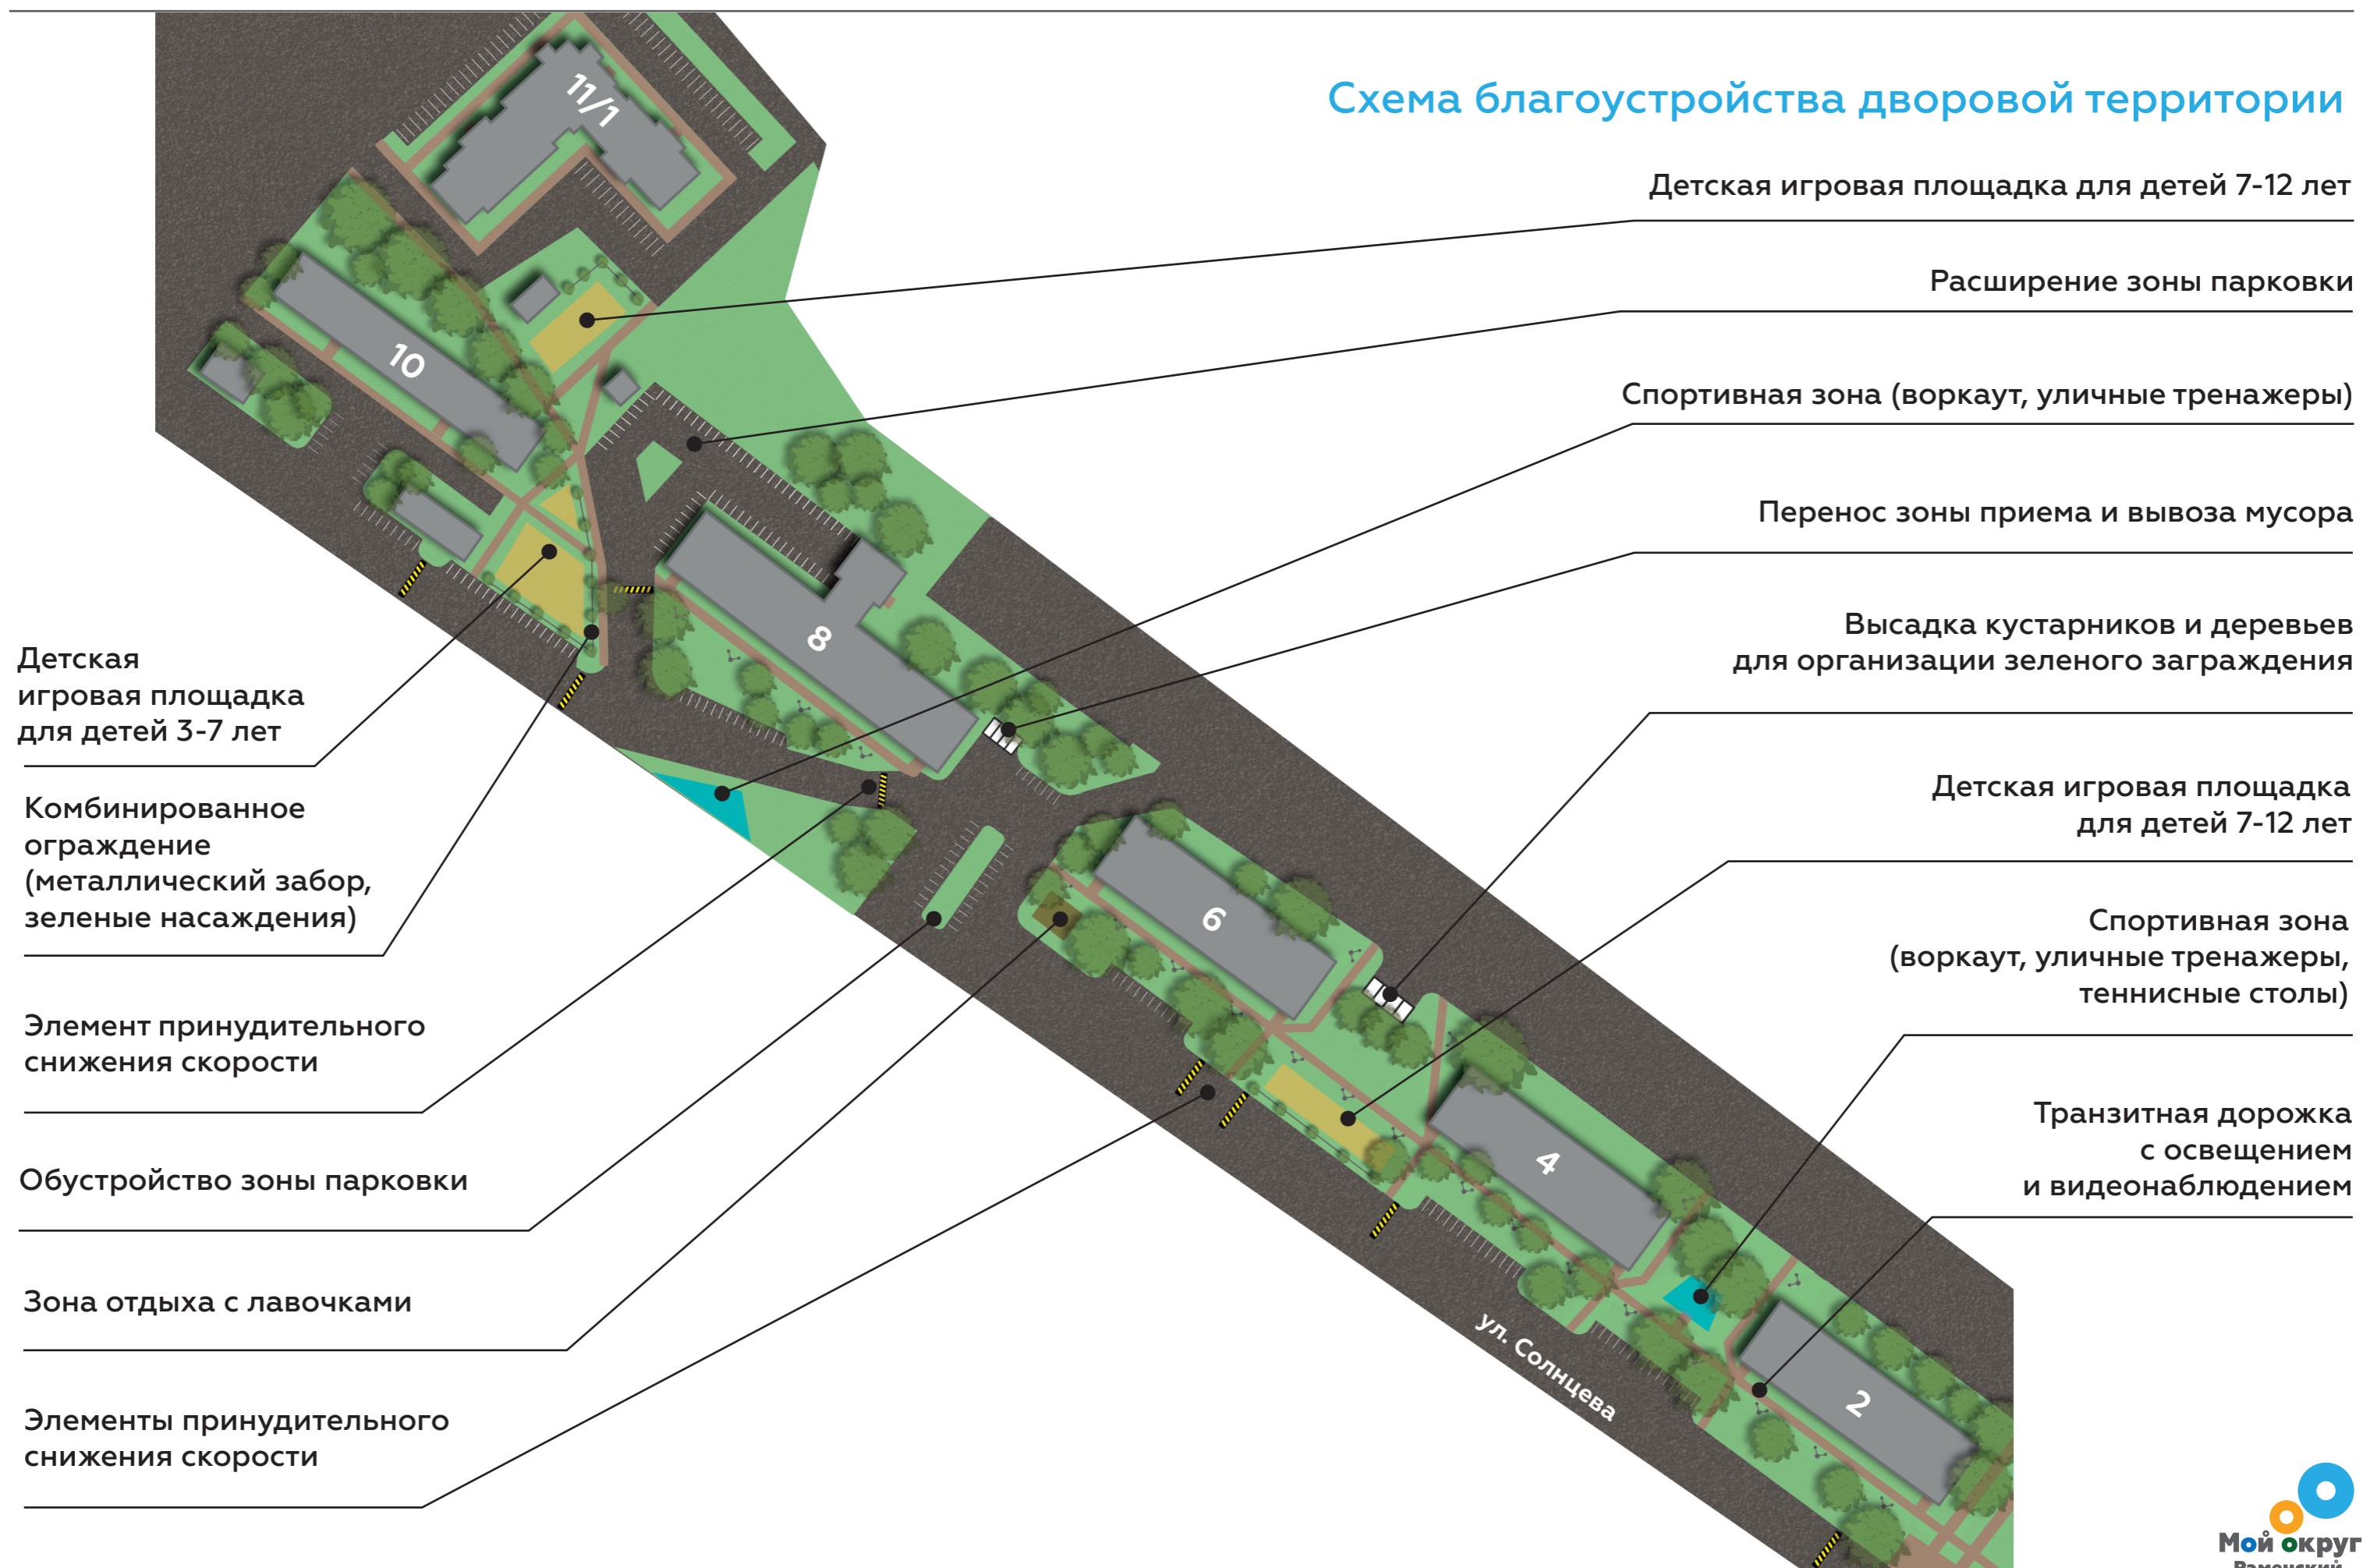 Схема благоустройства дворовой территории
Детская игровая площадка для детей 7-12 лет
Расширение зоны парковки
Спортивная зона (воркаут, уличные тренажеры)
Перенос зоны приема и вывоза мусора
Высадка кустарников и деревьев
для организации зеленого заграждения
Детская игровая площадка
для детей 7-12 лет
Спортивная зона
(воркаут, уличные тренажеры,
теннисные столы)
Транзитная дорожка
с освещением
и видеонаблюдением
Детская
игровая площадка
для детей 3-7 лет
Комбинированное
ограждение
(металлический забор,
зеленые насаждения)
Элемент принудительного
снижения скорости
Обустройство зоны парковки
Зона отдыха с лавочками
Элементы принудительного
снижения скорости
11/1
10
8
6
4
2
ул. Солнцева
Мой округ
Раменский